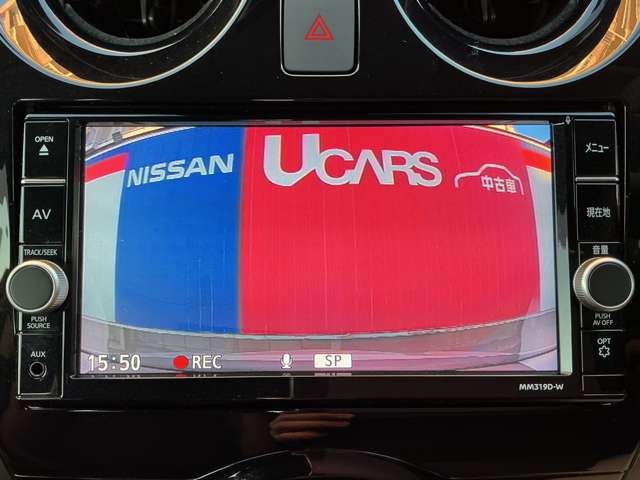 OPEN
AV
TRACK/SEEK
PUSH
SOURCE
AUX
NISSAN UCARS 中古車
15:50 REC SP
メニュー
現在地
音量
PUSH
AV OFF
OPT
MM319D-W